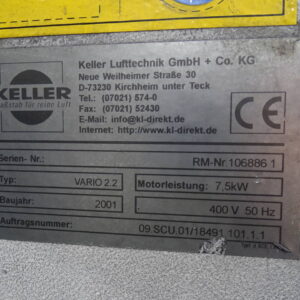 Keller Lufttechnik GmbH + Co. KG
Neue Weilheimer Straße 30
D-73230 Kirchheim unter Teck
Tel.: (07021) 574-0
Fax: (07021) 52430
E-Mail: info@kl-direkt.de
Internet: http://www.kl-direkt.de
KELLER
Maßstab für reine Luft
CE
Serien- Nr.: RM-Nr. 106886 1
Typ: VARIO 2.2 Motorleistung: 7,5kW
Baujahr: 2001 400 V 50 Hz
Auftragsnummer: 09 SCU.01/18491.101.1.1